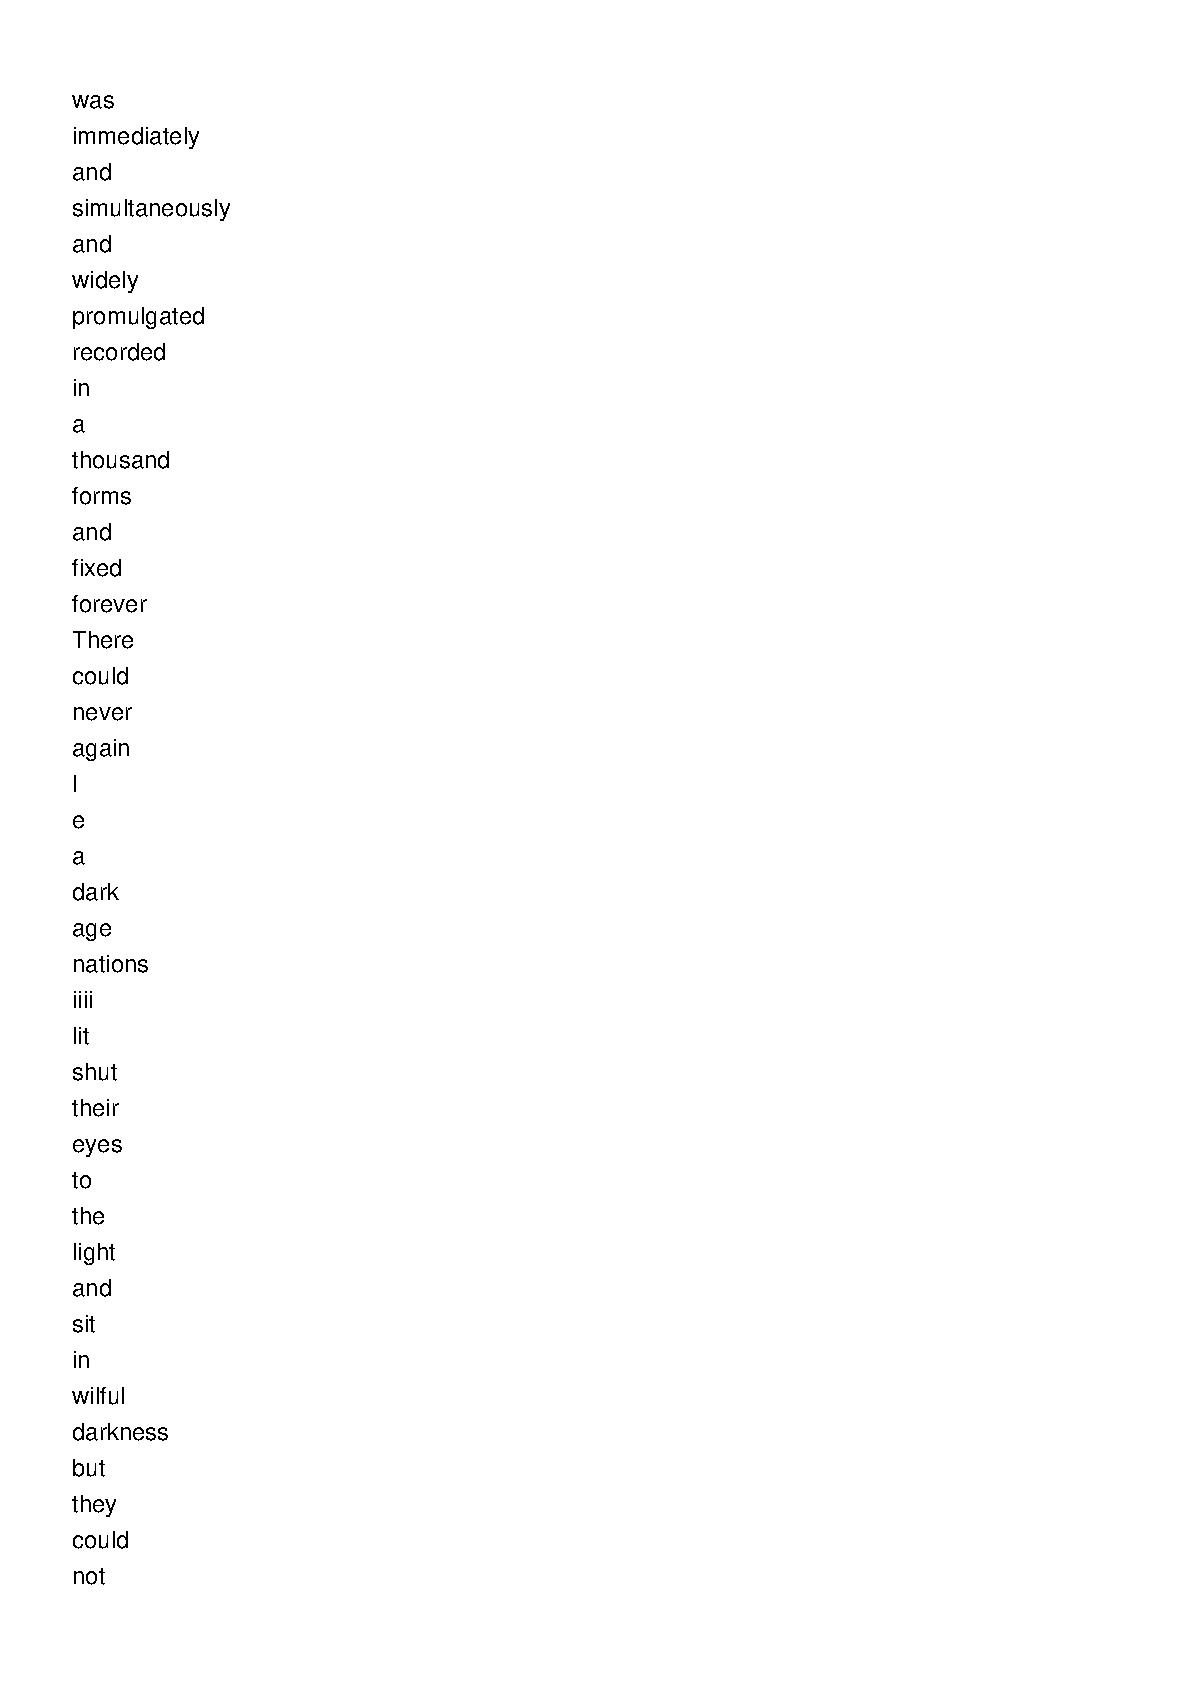 was
immediately
and
simultaneously
and
widely
promulgated
recorded
in
a
thousand
forms
and
fixed
forever
There
could
never
again
l
e
a
dark
age
nations
iiii
lit
shut
their
eyes
to
the
light
and
sit
in
wilful
darkness
but
they
could
not